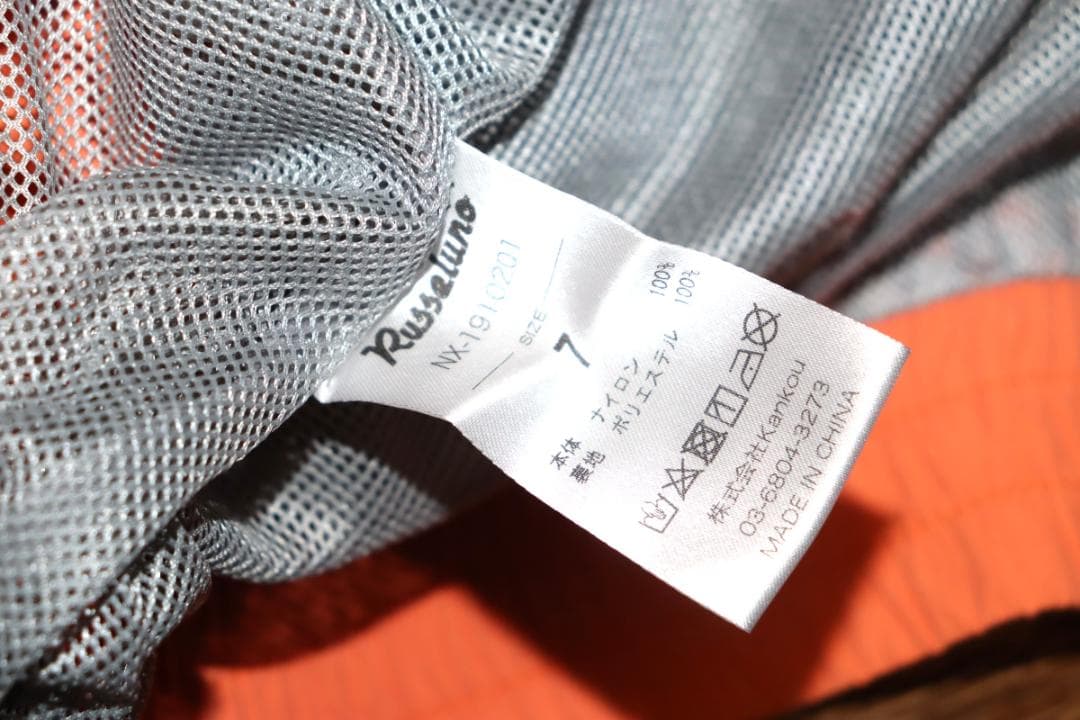 Russeluno
NX-1910201
SIZE
7
本体 ナイロン 100%
裏地 ポリエステル 100%
株式会社Kankou
03-6804-3273
MADE IN CHINA